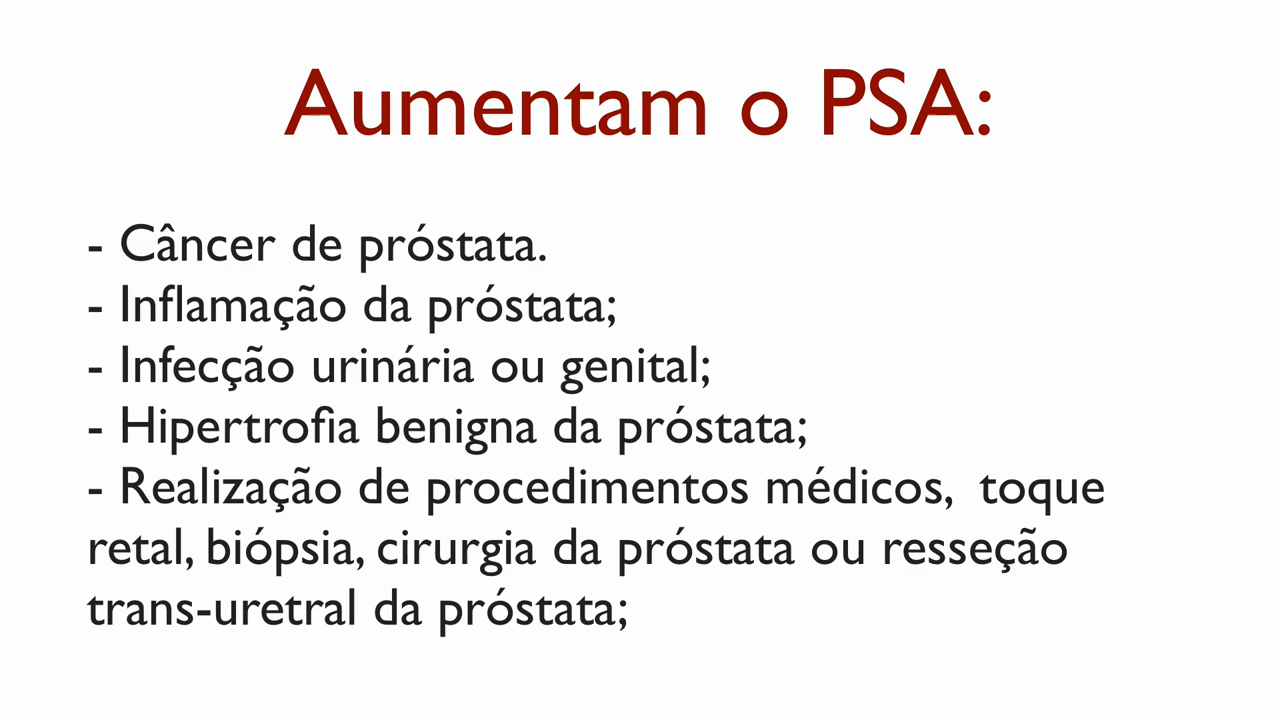 ext
Aumentam o PSA:
- Câncer de próstata.
- Inflamação da próstata;
- Infecção urinária ou genital;
- Hipertrofia benigna da próstata;
- Realização de procedimentos médicos,  toque
retal, biópsia, cirurgia da próstata ou resseção
trans-uretral da próstata;